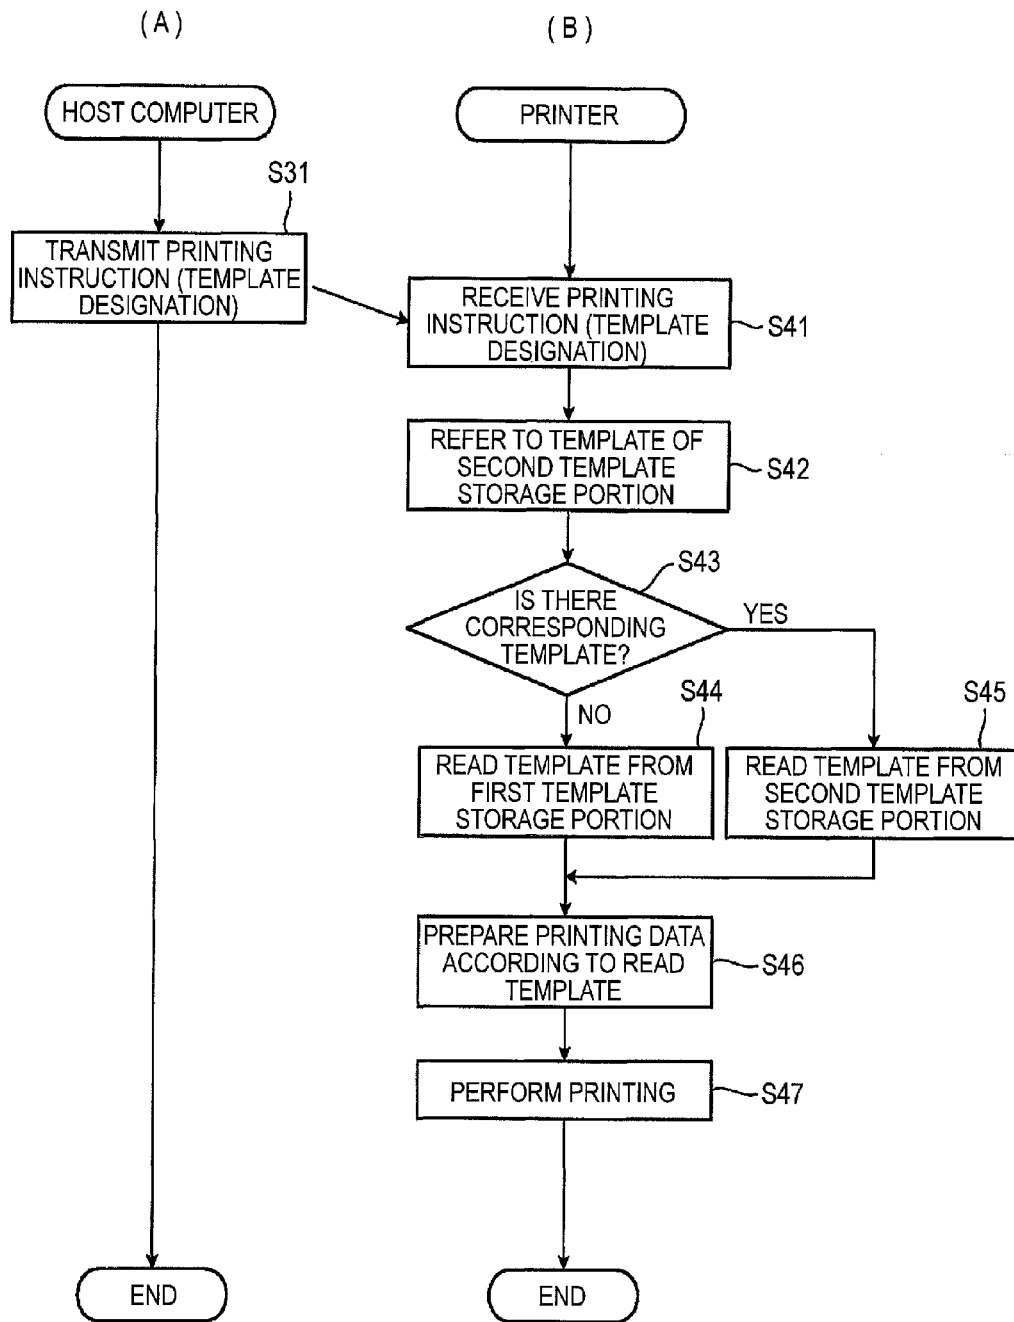 (A)
(B)
HOST COMPUTER
PRINTER
S31
TRANSMIT PRINTING
INSTRUCTION (TEMPLATE
DESIGNATION)
RECEIVE PRINTING
INSTRUCTION (TEMPLATE
DESIGNATION)
S41
REFER TO TEMPLATE OF
SECOND TEMPLATE
STORAGE PORTION
S42
S43
IS THERE
CORRESPONDING
TEMPLATE?
YES
NO
S44
S45
READ TEMPLATE FROM
FIRST TEMPLATE
STORAGE PORTION
READ TEMPLATE FROM
SECOND TEMPLATE
STORAGE PORTION
PREPARE PRINTING DATA
ACCORDING TO READ
TEMPLATE
S46
PERFORM PRINTING
S47
END
END